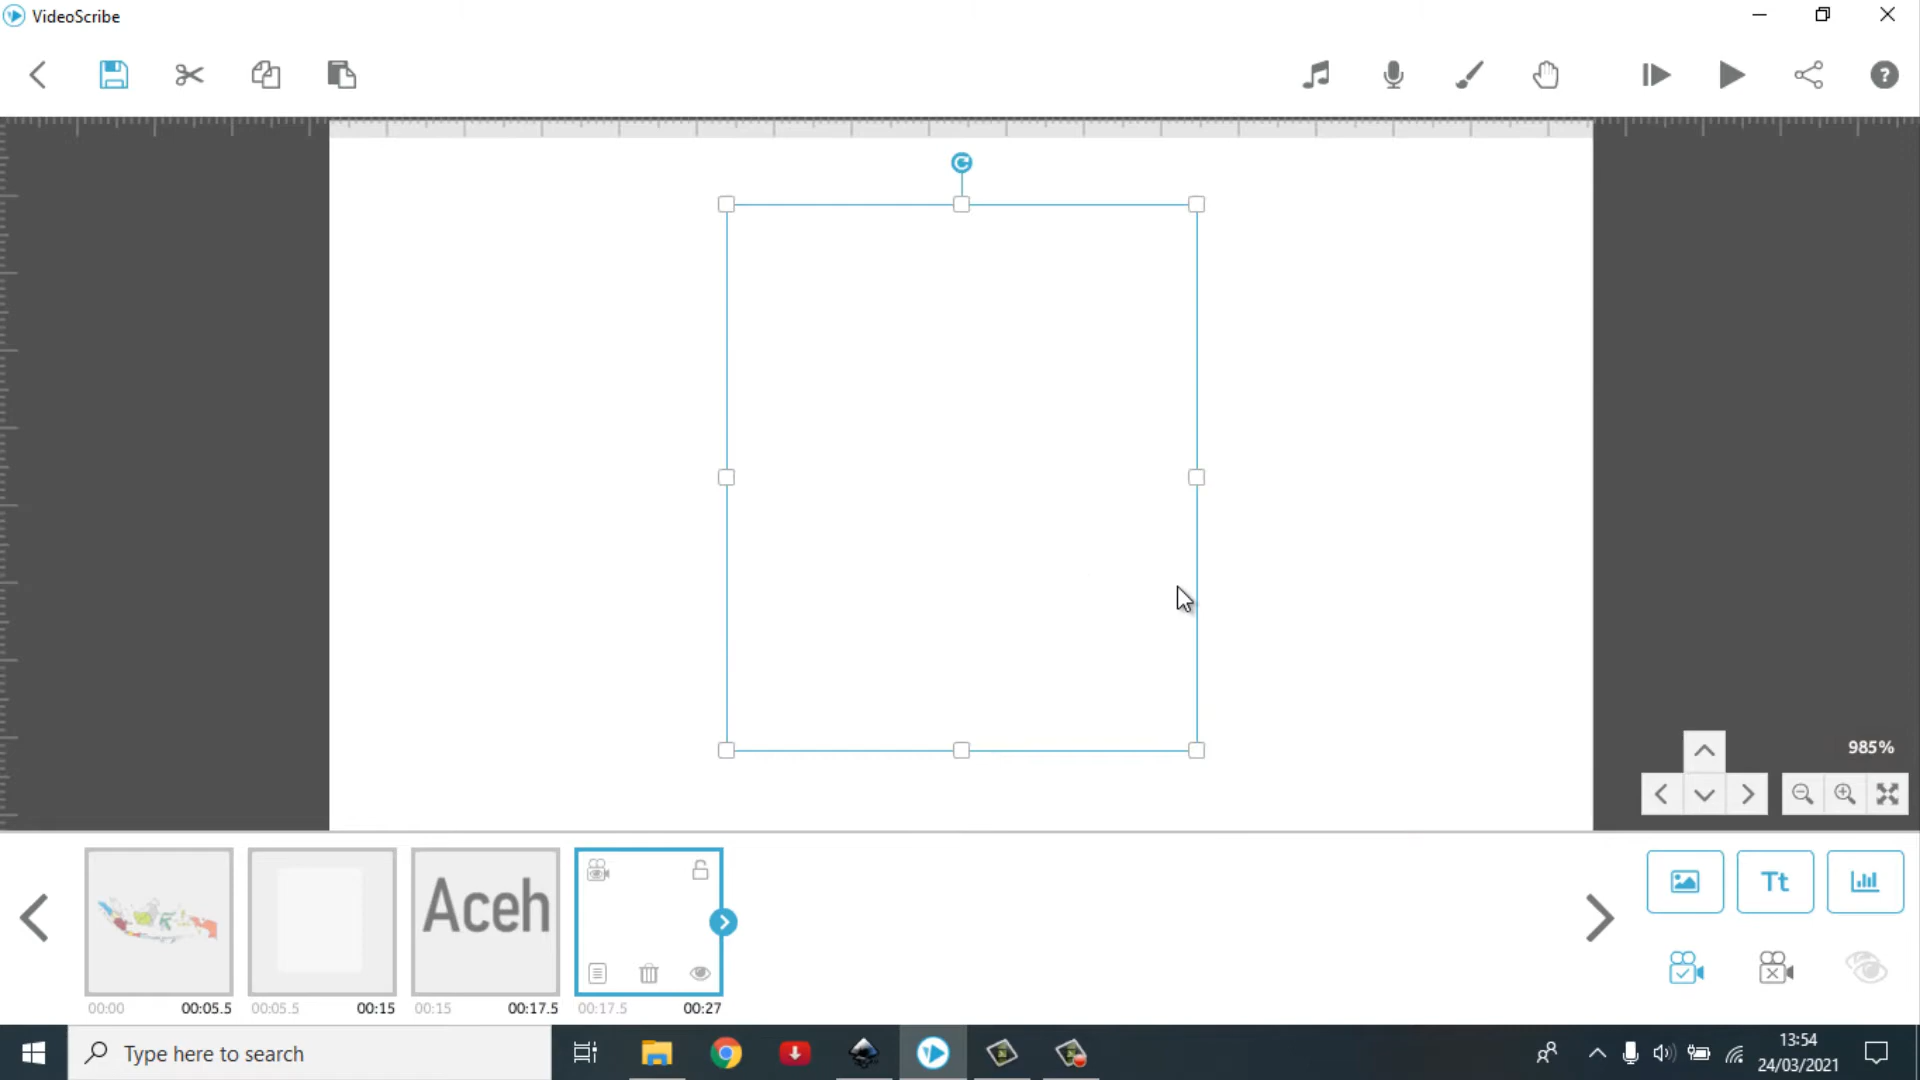 VideoScribe
985%
Aceh
Tt
00:00 00:05.5 00:05.5 00:15 00:15 00:17.5 00:17.5 00:27
Type here to search
13:54
24/03/2021